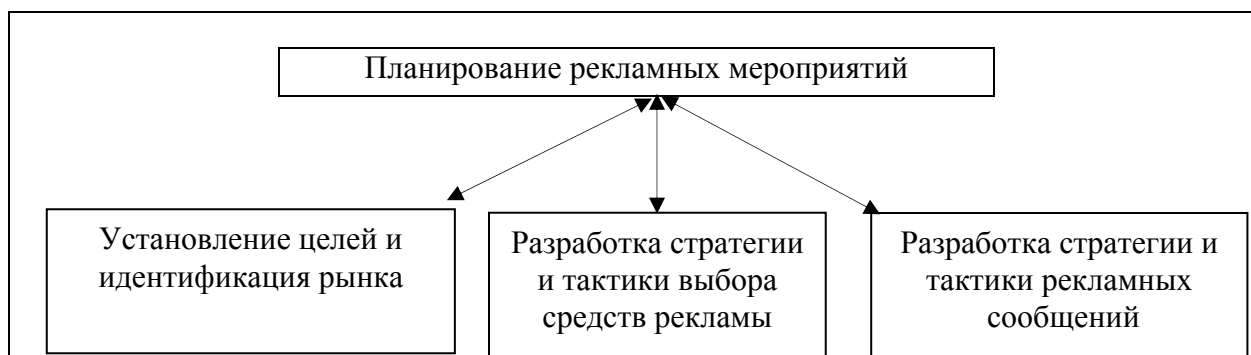 Планирование рекламных мероприятий
Установление целей и
идентификация рынка
Разработка стратегии
и тактики выбора
средств рекламы
Разработка стратегии и
тактики рекламных
сообщений